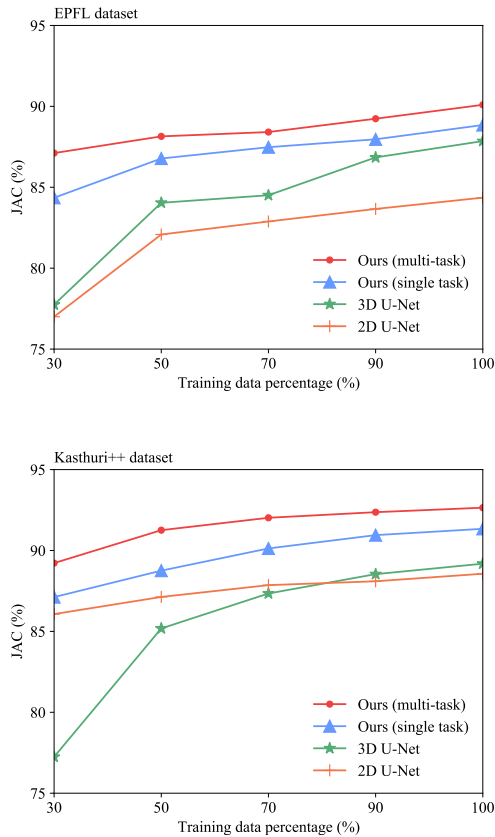 EPFL dataset
95
90
85
80
75
JAC (%)
Ours (multi-task)
Ours (single task)
3D U-Net
2D U-Net
30 50 70 90 100
Training data percentage (%)
Kasthuri++ dataset
95
90
85
80
75
JAC (%)
Ours (multi-task)
Ours (single task)
3D U-Net
2D U-Net
30 50 70 90 100
Training data percentage (%)